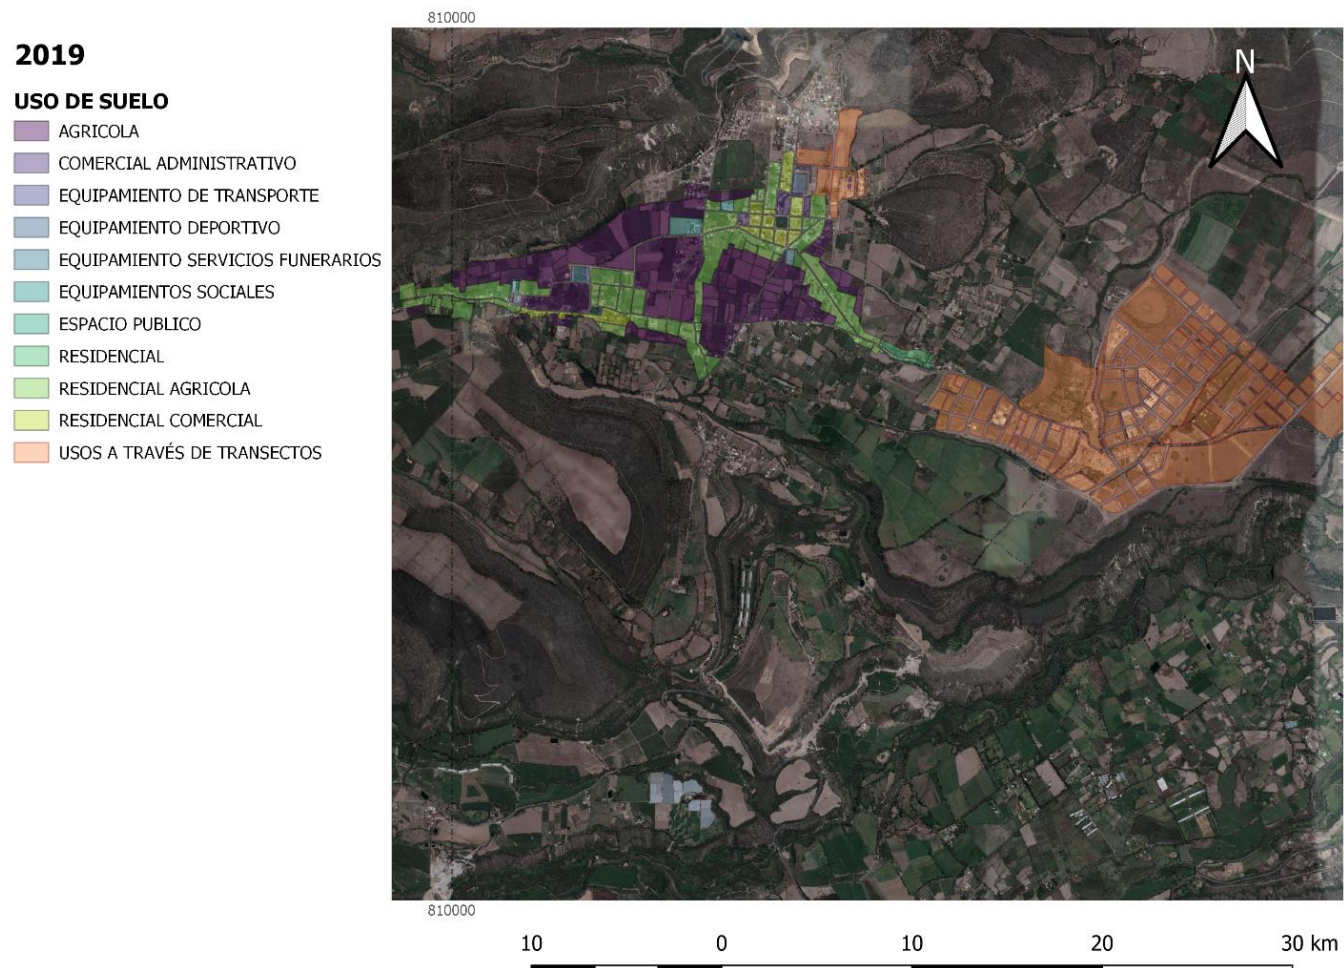 810000
2019
N
USO DE SUELO
AGRICOLA
COMERCIAL ADMINISTRATIVO
EQUIPAMIENTO DE TRANSPORTE
EQUIPAMIENTO DEPORTIVO
EQUIPAMIENTO SERVICIOS FUNERARIOS
EQUIPAMIENTOS SOCIALES
ESPACIO PUBLICO
RESIDENCIAL
RESIDENCIAL AGRICOLA
RESIDENCIAL COMERCIAL
USOS A TRAVÉS DE TRANSECTOS
810000
10 0 10 20 30 km